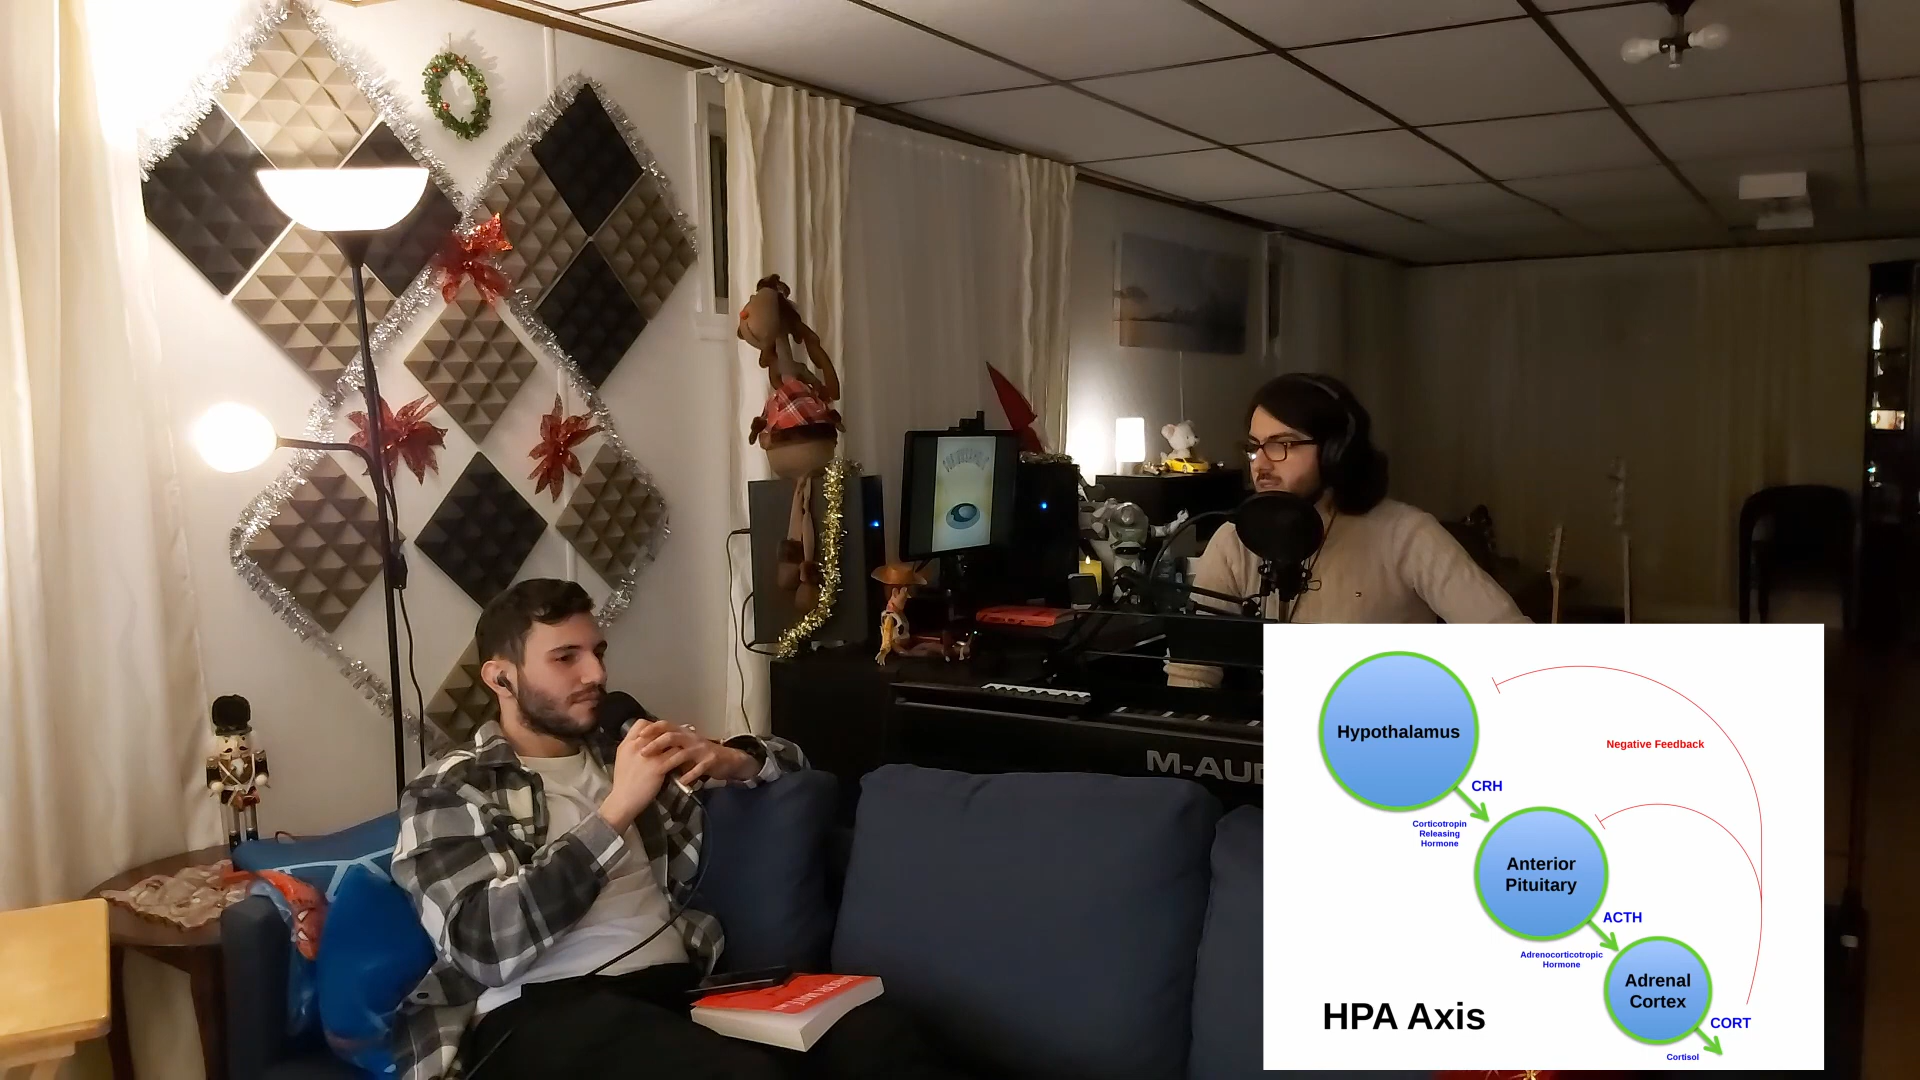 M-AUD
Hypothalamus
Negative Feedback
CRH
Corticotropin
Releasing
Hormone
Anterior
Pituitary
ACTH
Adrenocorticotropic
Hormone
Adrenal
Cortex
HPA Axis
CORT
Cortisol